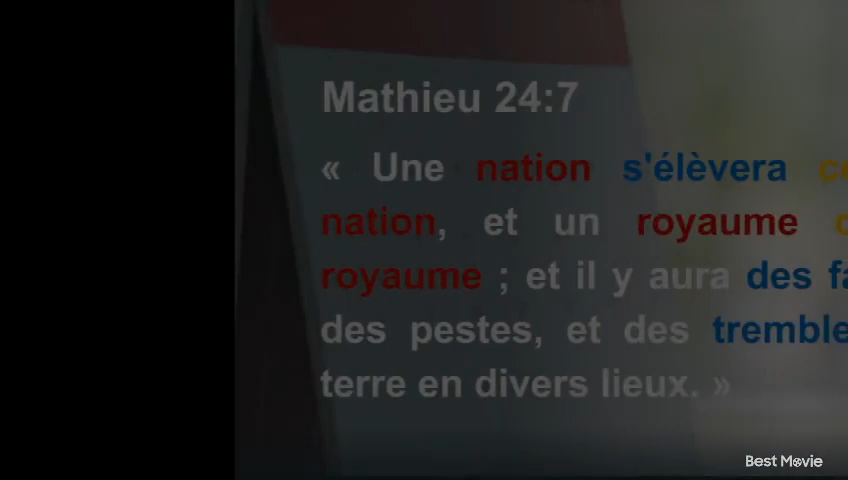 Mathieu 24:7
« Une nation s'élèvera
nation, et un royaume
royaume ; et il y aura des
des pestes, et des
terre en divers lieux. »
Best Movie